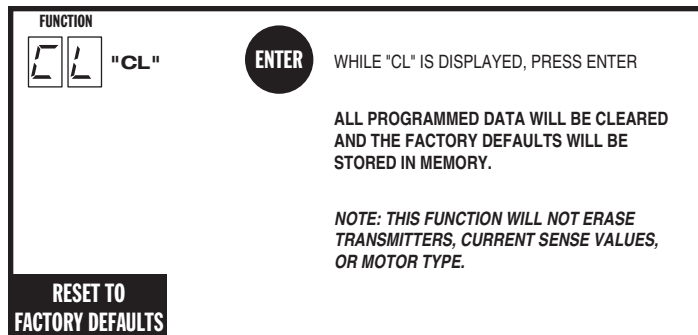 FUNCTION
CL "CL"
ENTER
WHILE "CL" IS DISPLAYED, PRESS ENTER
ALL PROGRAMMED DATA WILL BE CLEARED
AND THE FACTORY DEFAULTS WILL BE
STORED IN MEMORY.
NOTE: THIS FUNCTION WILL NOT ERASE
TRANSMITTERS, CURRENT SENSE VALUES,
OR MOTOR TYPE.
RESET TO
FACTORY DEFAULTS